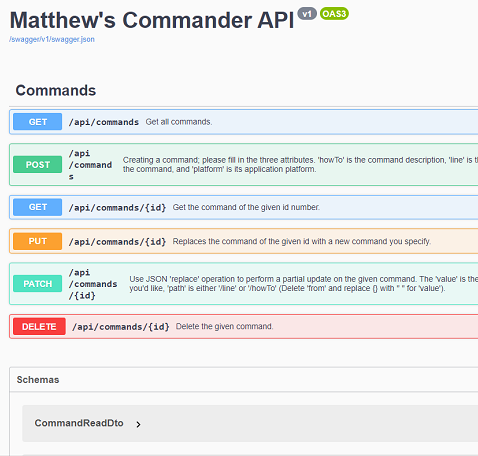 Matthew's Commander API v1 OAS3
/swagger/v1/swagger.json
Commands
GET /api/commands Get all commands.
POST /api/commands Creating a command; please fill in the three attributes. 'howTo' is the command description, 'line' is th
the command, and 'platform' is its application platform.
GET /api/commands/{id} Get the command of the given id number.
PUT /api/commands/{id} Replaces the command of the given id with a new command you specify.
PATCH /api/commands/{id} Use JSON 'replace' operation to perform a partial update on the given command. The 'value' is the
you'd like, 'path' is either '/line' or '/howTo' (Delete 'from' and replace {} with " " for 'value').
DELETE /api/commands/{id} Delete the given command.
Schemas
CommandReadDto